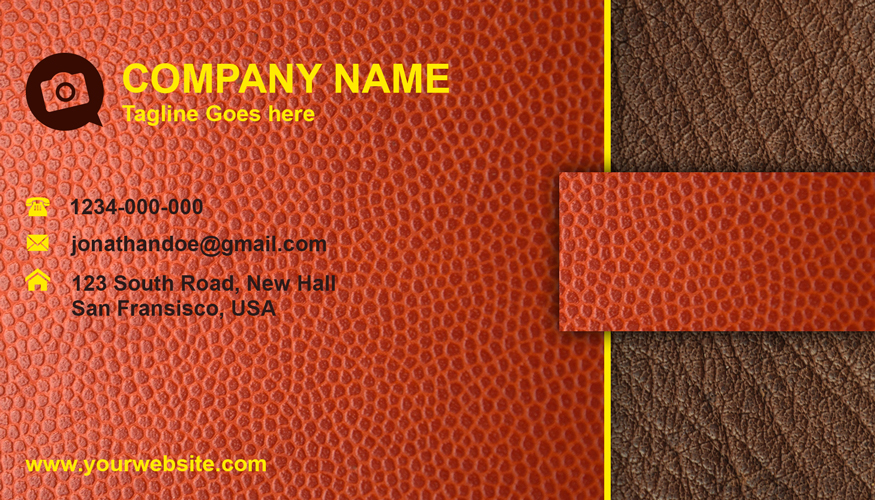 COMPANY NAME
Tagline Goes here
1234-000-000
jonathandoe@gmail.com
123 South Road, New Hall
San Fransisco, USA
www.yourwebsite.com